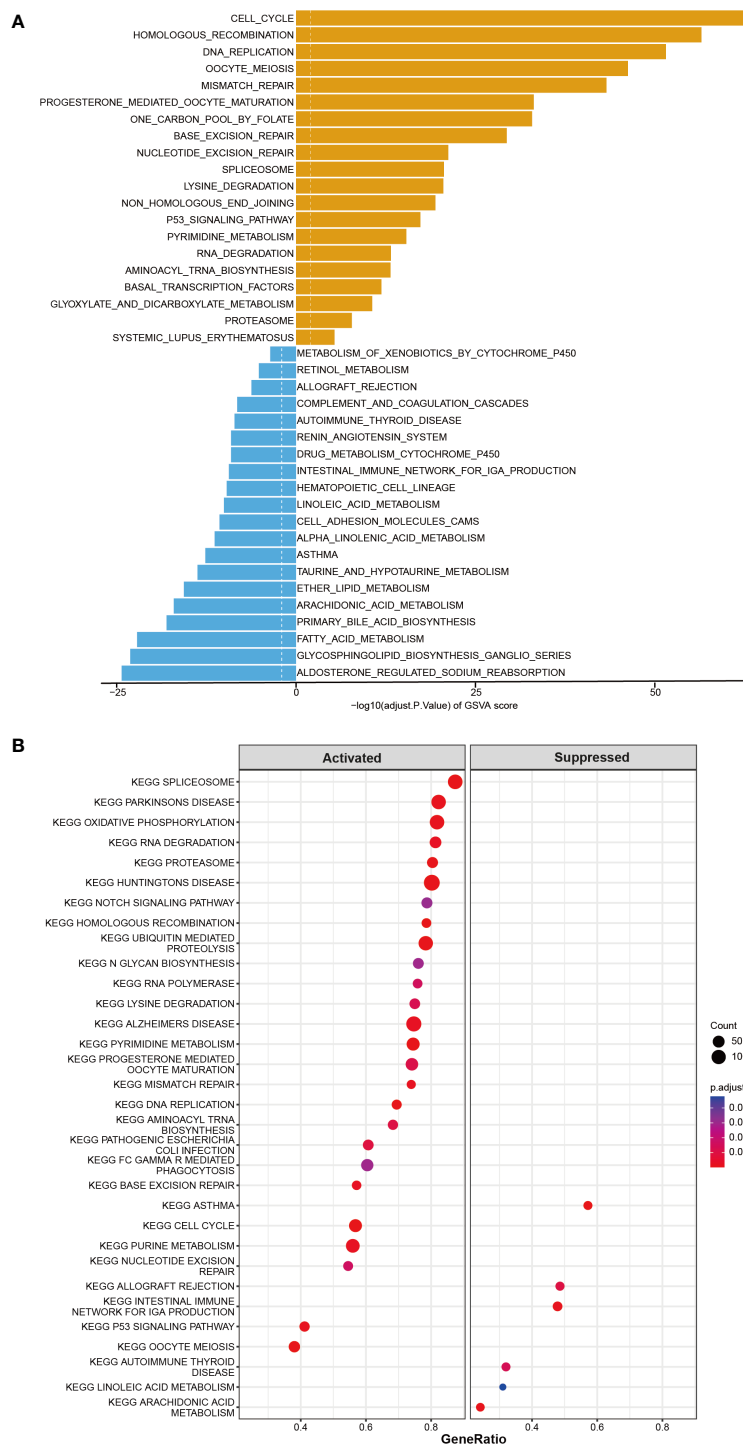 A
CELL_CYCLE
HOMOLOGOUS_RECOMBINATION
DNA_REPLICATION
OOCYTE_MEIOSIS
MISMATCH_REPAIR
PROGESTERONE_MEDIATED_OOCYTE_MATURATION
ONE_CARBON_POOL_BY_FOLATE
BASE_EXCISION_REPAIR
NUCLEOTIDE_EXCISION_REPAIR
SPLICEOSOME
LYSINE_DEGRADATION
NON_HOMOLOGOUS_END_JOINING
P53_SIGNALING_PATHWAY
PYRIMIDINE_METABOLISM
RNA_DEGRADATION
AMINOACYL_TRNA_BIOSYNTHESIS
BASAL_TRANSCRIPTION_FACTORS
GLYOXYLATE_AND_DICARBOXYLATE_METABOLISM
PROTEASOME
SYSTEMIC_LUPUS_ERYTHEMATOSUS
METABOLISM_OF_XENOBIOTICS_BY_CYTOCHROME_P450
RETINOL_METABOLISM
ALLOGRAFT_REJECTION
COMPLEMENT_AND_COAGULATION_CASCADES
AUTOIMMUNE_THYROID_DISEASE
RENIN_ANGIOTENSIN_SYSTEM
DRUG_METABOLISM_CYTOCHROME_P450
INTESTINAL_IMMUNE_NETWORK_FOR_IGA_PRODUCTION
HEMATOPOIETIC_CELL_LINEAGE
LINOLEIC_ACID_METABOLISM
CELL_ADHESION_MOLECULES_CAMS
ALPHA_LINOLENIC_ACID_METABOLISM
ASTHMA
TAURINE_AND_HYPOTAURINE_METABOLISM
ETHER_LIPID_METABOLISM
ARACHIDONIC_ACID_METABOLISM
PRIMARY_BILE_ACID_BIOSYNTHESIS
FATTY_ACID_METABOLISM
GLYCOSPHINGOLIPID_BIOSYNTHESIS_GANGLIO_SERIES
ALDOSTERONE_REGULATED_SODIUM_REABSORPTION
−25 0 25 50
−log10(adjust.P.Value) of GSVA score
B
Activated Suppressed
KEGG SPLICEOSOME
KEGG PARKINSONS DISEASE
KEGG OXIDATIVE PHOSPHORYLATION
KEGG RNA DEGRADATION
KEGG PROTEASOME
KEGG HUNTINGTONS DISEASE
KEGG NOTCH SIGNALING PATHWAY
KEGG HOMOLOGOUS RECOMBINATION
KEGG UBIQUITIN MEDIATED
PROTEOLYSIS
KEGG N GLYCAN BIOSYNTHESIS
KEGG RNA POLYMERASE
KEGG LYSINE DEGRADATION
KEGG ALZHEIMERS DISEASE
KEGG PYRIMIDINE METABOLISM
KEGG PROGESTERONE MEDIATED
OOCYTE MATURATION
KEGG MISMATCH REPAIR
KEGG DNA REPLICATION
KEGG AMINOACYL TRNA
BIOSYNTHESIS
KEGG PATHOGENIC ESCHERICHIA
COLI INFECTION
KEGG FC GAMMA R MEDIATED
PHAGOCYTOSIS
KEGG BASE EXCISION REPAIR
KEGG ASTHMA
KEGG CELL CYCLE
KEGG PURINE METABOLISM
KEGG NUCLEOTIDE EXCISION
REPAIR
KEGG ALLOGRAFT REJECTION
KEGG INTESTINAL IMMUNE
NETWORK FOR IGA PRODUCTION
KEGG P53 SIGNALING PATHWAY
KEGG OOCYTE MEIOSIS
KEGG AUTOIMMUNE THYROID
DISEASE
KEGG LINOLEIC ACID METABOLISM
KEGG ARACHIDONIC ACID
METABOLISM
0.4 0.6 0.8 0.4 0.6 0.8
GeneRatio
Count
50
10
p.adjust
0.0
0.0
0.0
0.0